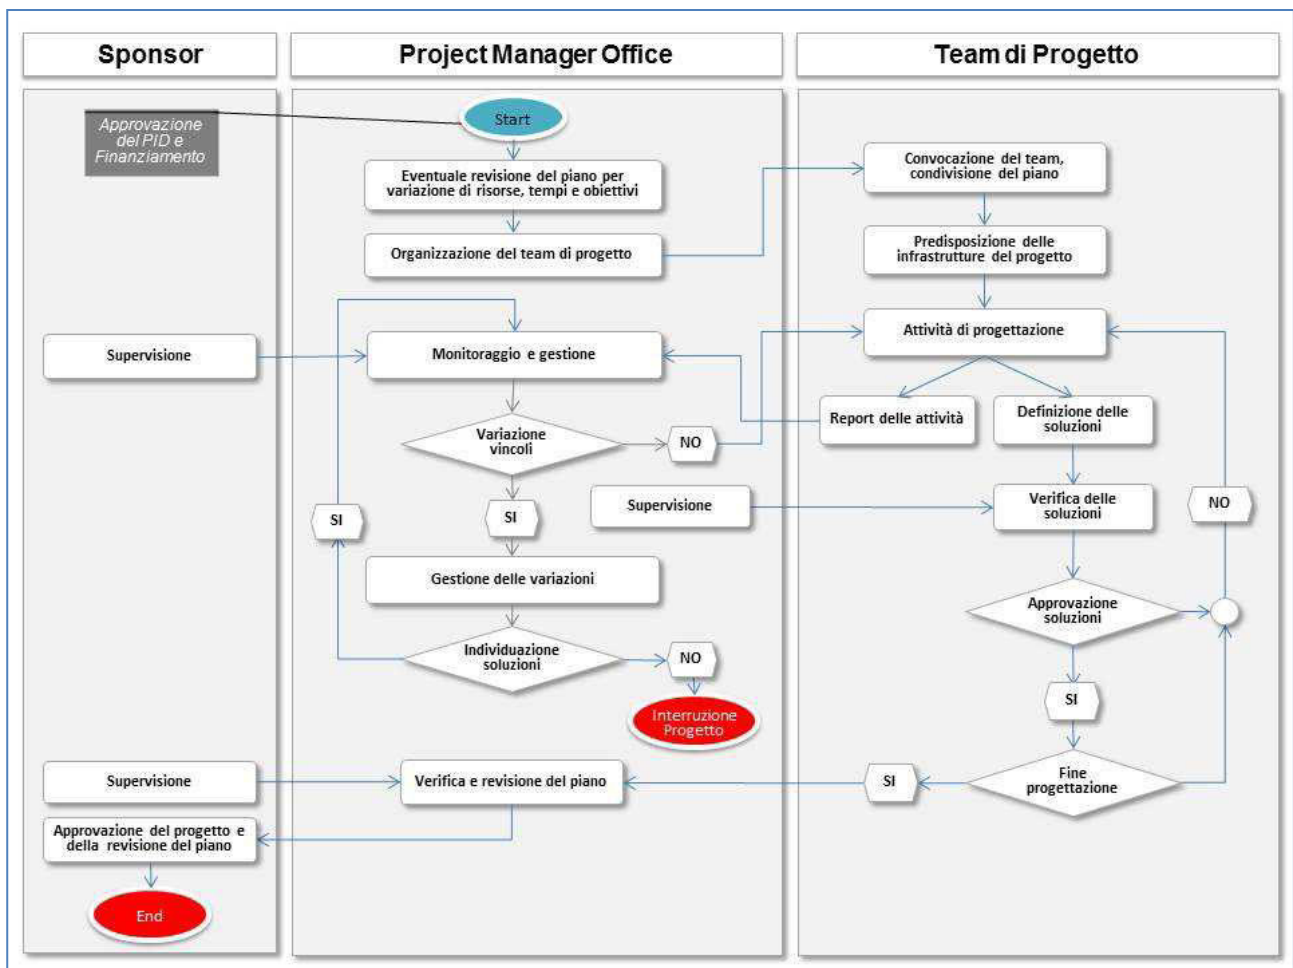 Sponsor
Project Manager Office
Team di Progetto
Approvazione
del PID e
Finanziamento
Start
Eventuale revisione del piano per
variazione di risorse, tempi e obiettivi
Organizzazione del team di progetto
Convocazione del team,
condivisione del piano
Predisposizione delle
infrastrutture del progetto
Attività di progettazione
Supervisione
Monitoraggio e gestione
Report delle attività
Definizione delle
soluzioni
Variazione
vincoli
NO
SI
SI
Supervisione
Verifica delle
soluzioni
NO
Gestione delle variazioni
Approvazione
soluzioni
Individuazione
soluzioni
NO
SI
Interruzione
Progetto
Supervisione
Verifica e revisione del piano
SI
Fine
progettazione
Approvazione del progetto e
della revisione del piano
End